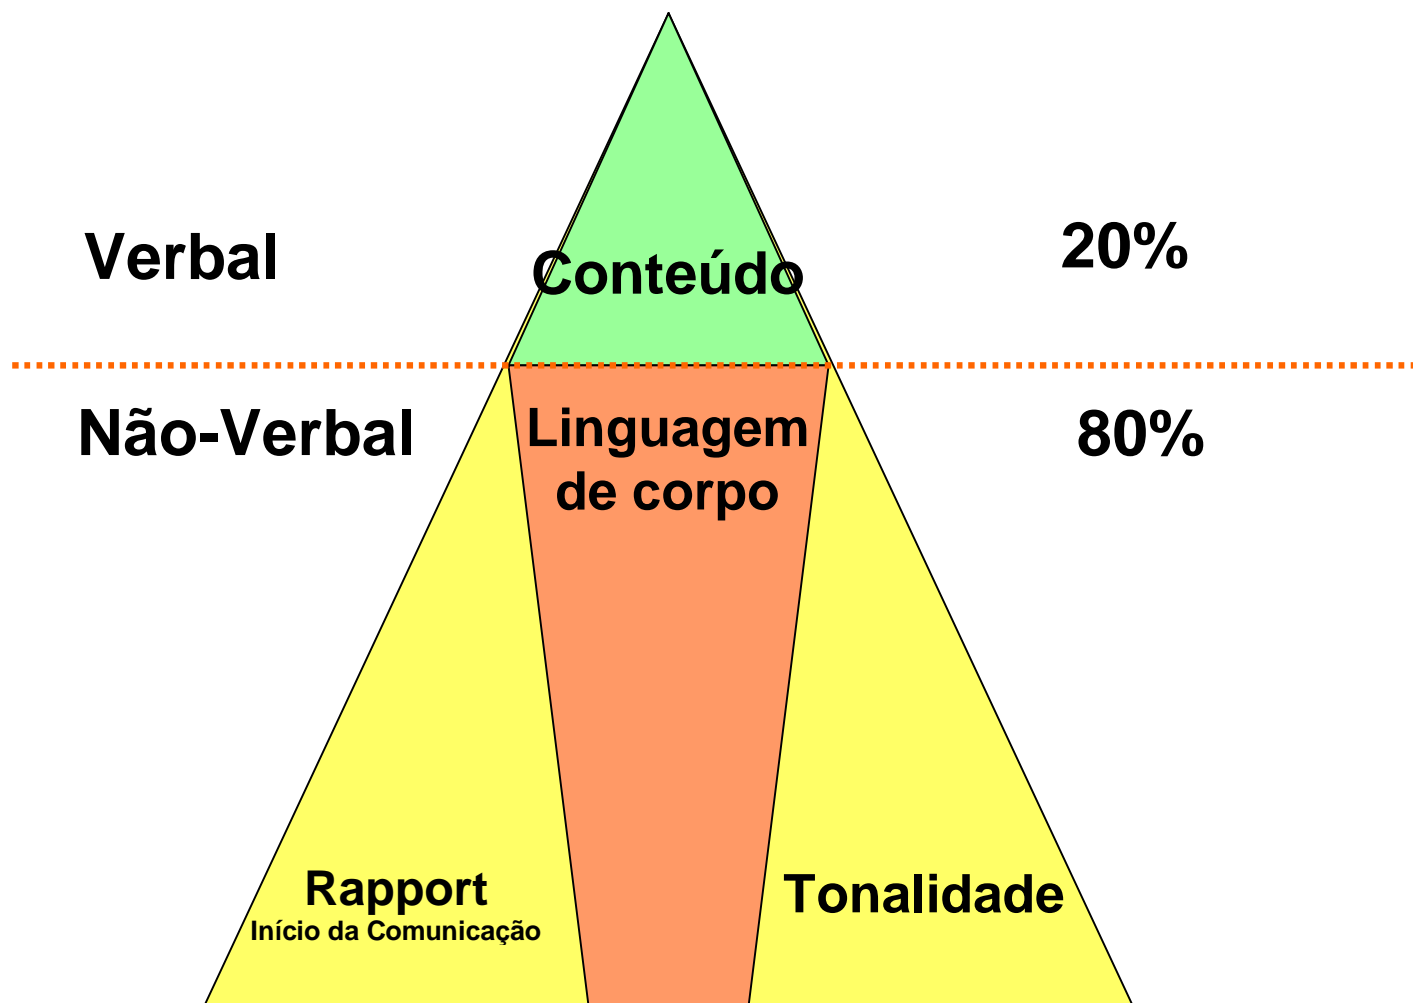 Verbal
Conteúdo
20%
Não-Verbal
Linguagem
de corpo
80%
Rapport
Início da Comunicação
Tonalidade